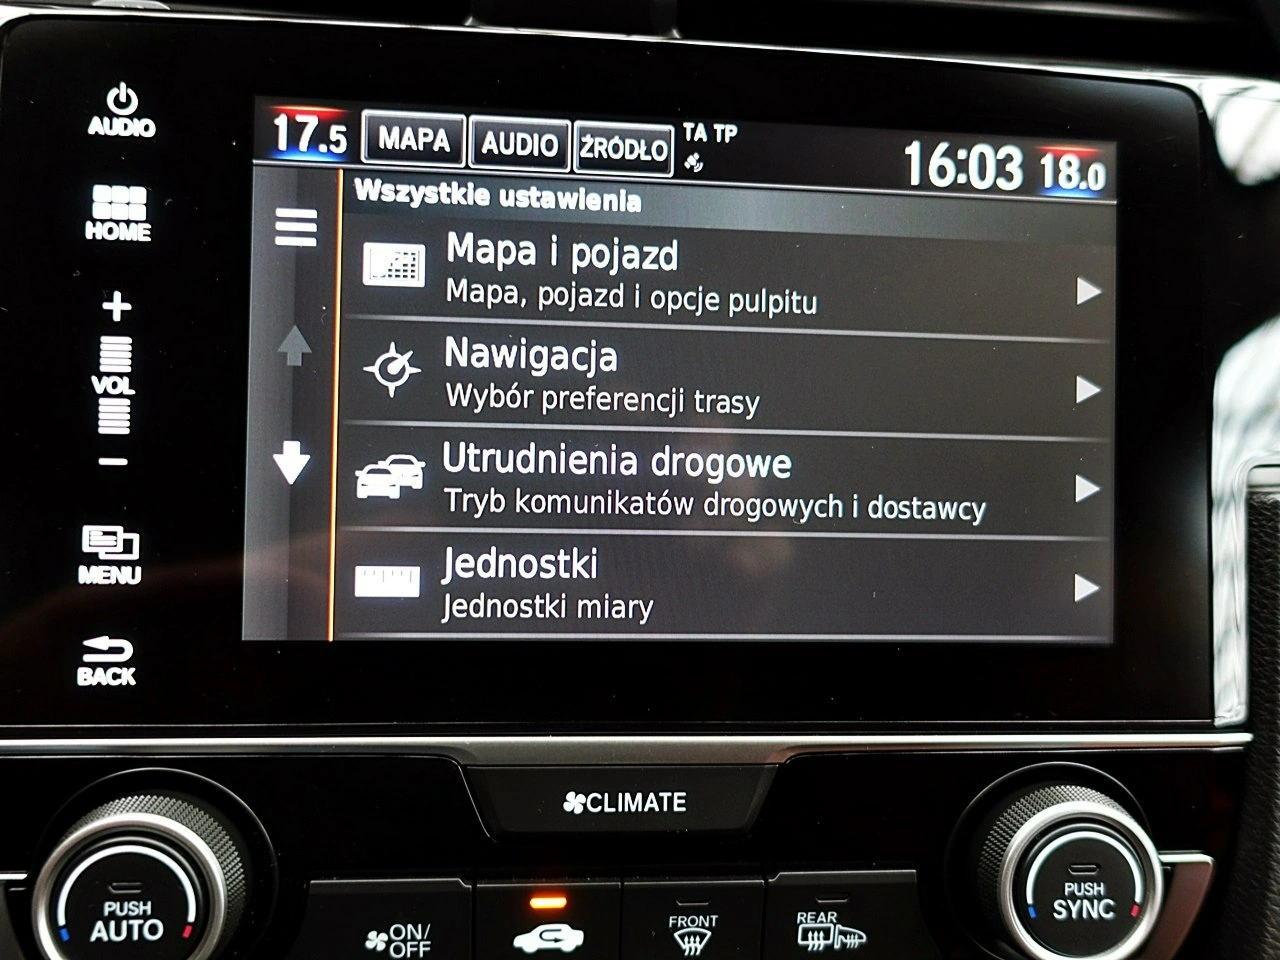 AUDIO
HOME
+
VOL
−
MENU
BACK
17.5 MAPA AUDIO ŹRÓDŁO TA TP 16:03 18.0
Wszystkie ustawienia
Mapa i pojazd
Mapa, pojazd i opcje pulpitu
Nawigacja
Wybór preferencji trasy
Utrudnienia drogowe
Tryb komunikatów drogowych i dostawcy
Jednostki
Jednostki miary
CLIMATE
PUSH
AUTO
ON/
OFF
FRONT
REAR
PUSH
SYNC